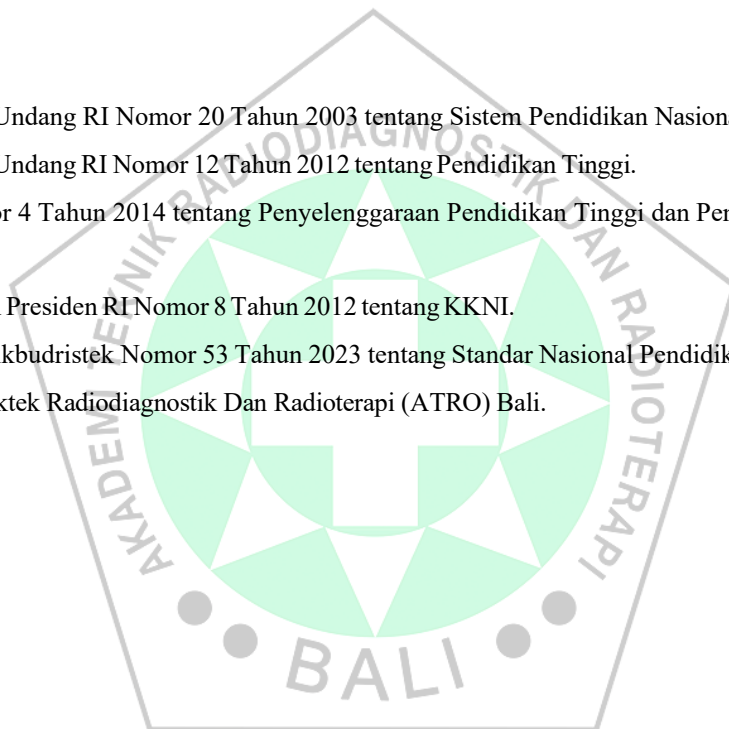 Undang RI Nomor 20 Tahun 2003 tentang Sistem Pendidikan Nasiona
Undang RI Nomor 12 Tahun 2012 tentang Pendidikan Tinggi.
or 4 Tahun 2014 tentang Penyelenggaraan Pendidikan Tinggi dan Per
Presiden RI Nomor 8 Tahun 2012 tentang KKNI.
kbudristek Nomor 53 Tahun 2023 tentang Standar Nasional Pendidik
ktek Radiodiagnostik Dan Radioterapi (ATRO) Bali.
AKADEMI TEKNIK RADIODIAGNOSTIK DAN RADIOTERAPI
BALI